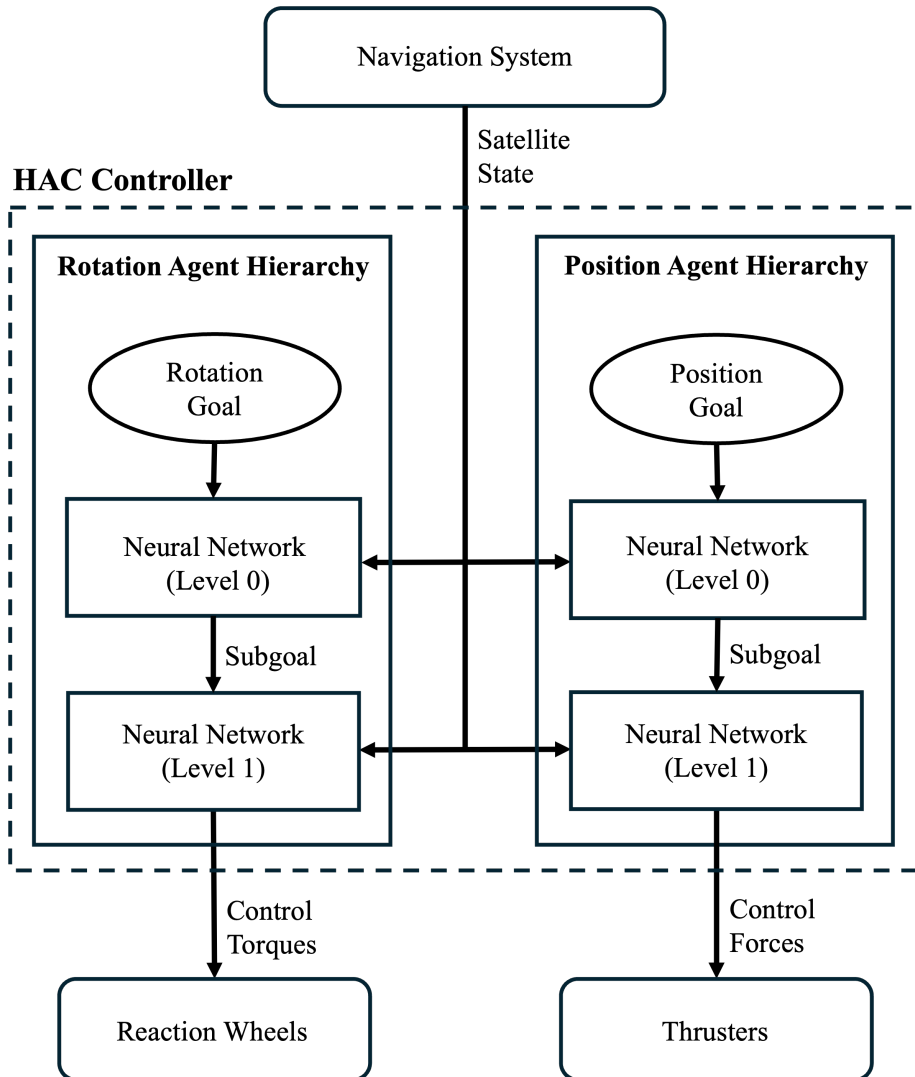 Navigation System
Satellite
State
HAC Controller
Rotation Agent Hierarchy
Position Agent Hierarchy
Rotation
Goal
Position
Goal
Neural Network
(Level 0)
Neural Network
(Level 0)
Subgoal
Subgoal
Neural Network
(Level 1)
Neural Network
(Level 1)
Control
Torques
Control
Forces
Reaction Wheels
Thrusters